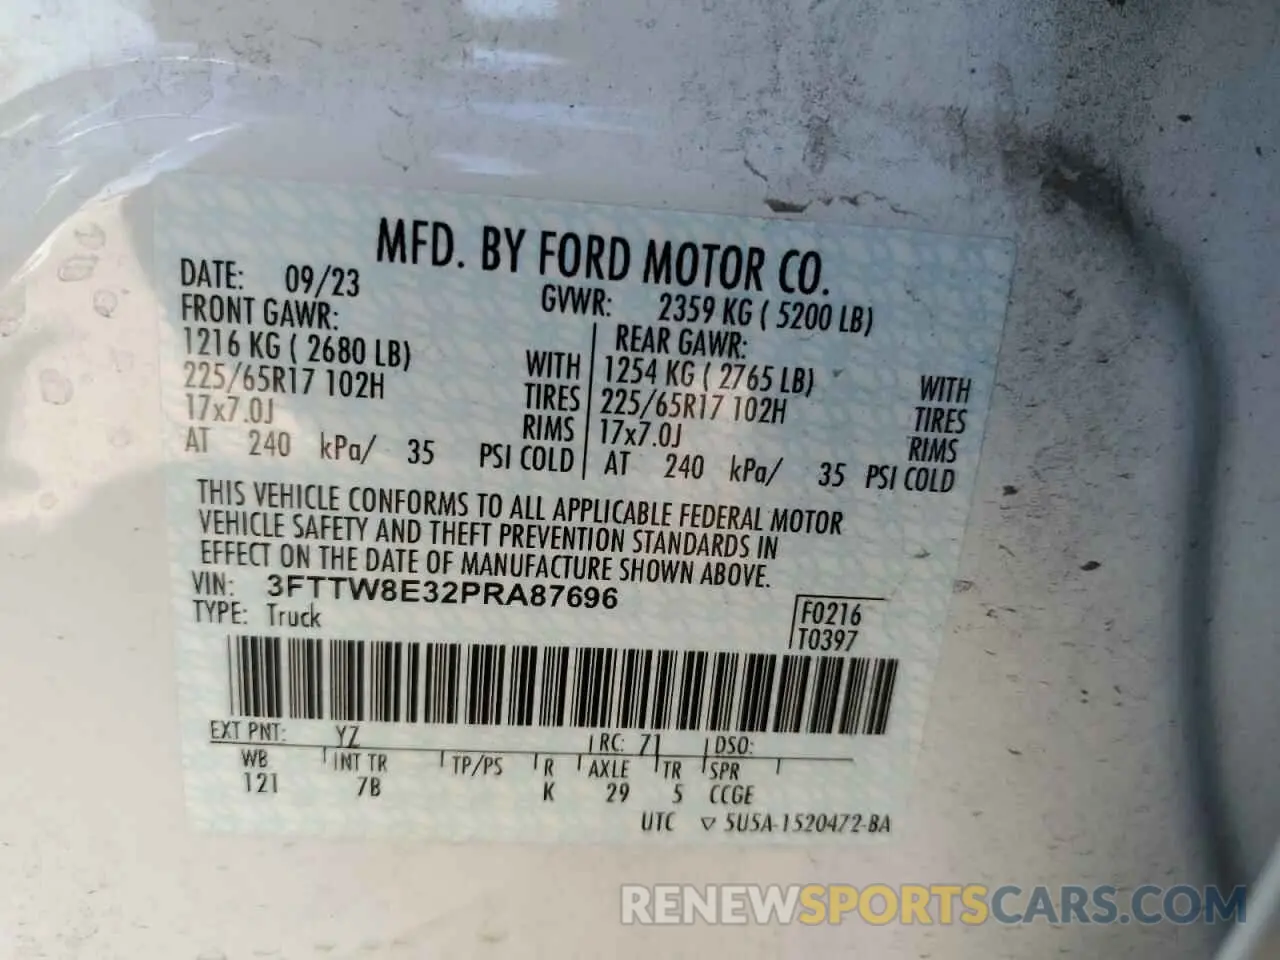 MFD. BY FORD MOTOR CO.
DATE: 09/23 GVWR: 2359 KG ( 5200 LB)
FRONT GAWR: REAR GAWR:
1216 KG ( 2680 LB) WITH 1254 KG ( 2765 LB) WITH
225/65R17 102H TIRES 225/65R17 102H TIRES
17x7.0J RIMS 17x7.0J RIMS
AT 240 kPa/ 35 PSI COLD AT 240 kPa/ 35 PSI COLD
THIS VEHICLE CONFORMS TO ALL APPLICABLE FEDERAL MOTOR
VEHICLE SAFETY AND THEFT PREVENTION STANDARDS IN
EFFECT ON THE DATE OF MANUFACTURE SHOWN ABOVE.
VIN: 3FTTW8E32PRA87696
TYPE: Truck F0216
T0397
EXT PNT: YZ RC: 71 DSO:
WB INT TR TP/PS R AXLE TR SPR
121 7B K 29 5 CCGE
UTC ▽ 5U5A-1520472-BA
RENEWSPORTSCARS.COM